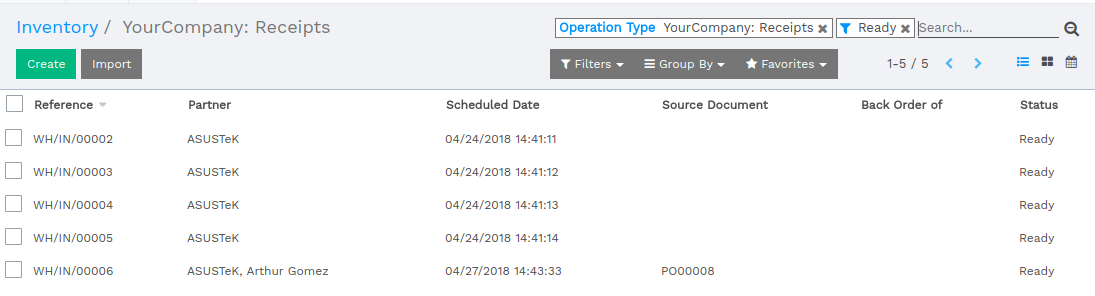 Inventory / YourCompany: Receipts
Operation Type YourCompany: Receipts Ready Search...
Create Import Filters Group By Favorites 1-5 / 5
Reference Partner Scheduled Date Source Document Back Order of Status
WH/IN/00002 ASUSTeK 04/24/2018 14:41:11 Ready
WH/IN/00003 ASUSTeK 04/24/2018 14:41:12 Ready
WH/IN/00004 ASUSTeK 04/24/2018 14:41:13 Ready
WH/IN/00005 ASUSTeK 04/24/2018 14:41:14 Ready
WH/IN/00006 ASUSTeK, Arthur Gomez 04/27/2018 14:43:33 PO00008 Ready